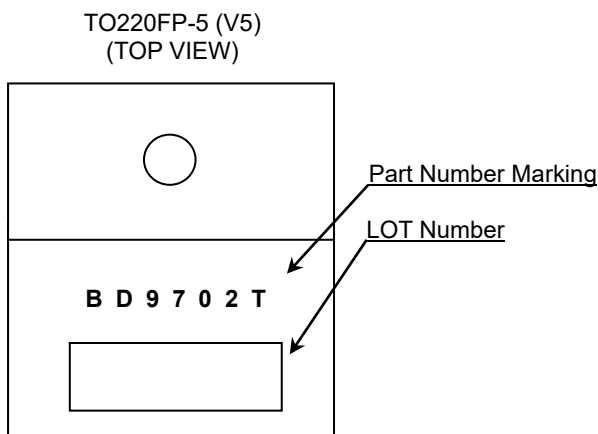 TO220FP-5 (V5)
(TOP VIEW)
Part Number Marking
LOT Number
B D 9 7 0 2 T